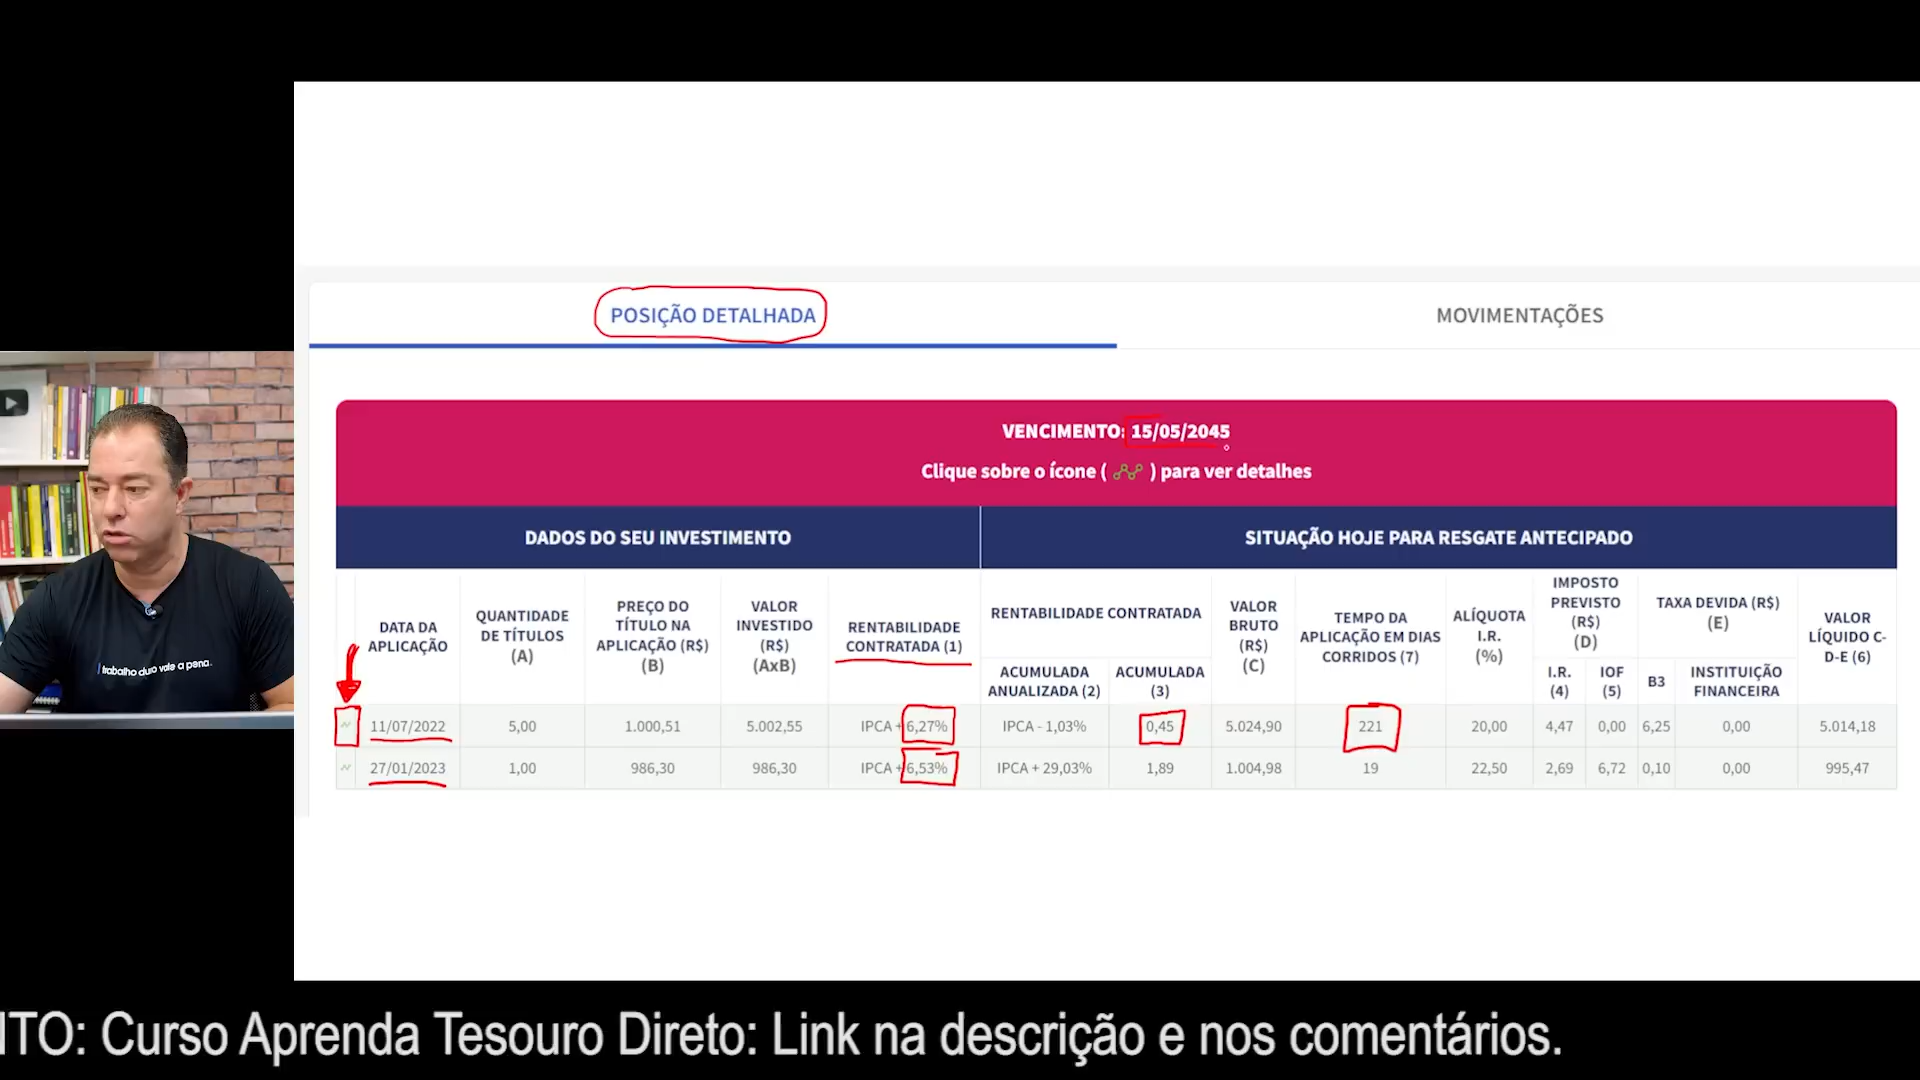 POSIÇÃO DETALHADA
MOVIMENTAÇÕES
VENCIMENTO: 15/05/2045
Clique sobre o ícone ( ) para ver detalhes
DADOS DO SEU INVESTIMENTO
SITUAÇÃO HOJE PARA RESGATE ANTECIPADO
DATA DA
APLICAÇÃO
QUANTIDADE
DE TÍTULOS
(A)
PREÇO DO
TÍTULO NA
APLICAÇÃO (R$)
(B)
VALOR
INVESTIDO
(R$)
(AxB)
RENTABILIDADE
CONTRATADA (1)
RENTABILIDADE CONTRATADA
ACUMULADA
ANUALIZADA (2)
ACUMULADA
(3)
VALOR
BRUTO
(R$)
(C)
TEMPO DA
APLICAÇÃO EM DIAS
CORRIDOS (7)
ALÍQUOTA
I.R.
(%)
IMPOSTO
PREVISTO
(R$)
(D)
I.R.
(4)
IOF
(5)
TAXA DEVIDA (R$)
(E)
B3
INSTITUIÇÃO
FINANCEIRA
VALOR
LÍQUIDO C-
D-E (6)
11/07/2022 5,00 1.000,51 5.002,55 IPCA + 6,27% IPCA - 1,03% 0,45 5.024,90 221 20,00 4,47 0,00 6,25 0,00 5.014,18
27/01/2023 1,00 986,30 986,30 IPCA + 6,53% IPCA + 29,03% 1,89 1.004,98 19 22,50 2,69 6,72 0,10 0,00 995,47
trabalho duro vale a pena.
NTO: Curso Aprenda Tesouro Direto: Link na descrição e nos comentários.